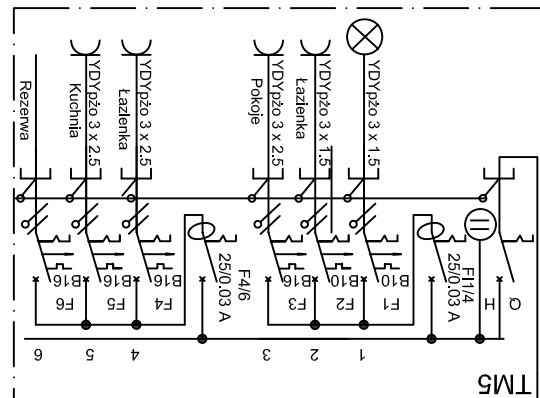 TM5
1
2
3
4
5
6
Q
H
FI1/4
25/0.03 A
F1
B10
F2
B10
F3
B16
F4/6
25/0.03 A
F4
B16
F5
B16
F6
B16
YDYpżo 3 x 1.5
YDYpżo 3 x 1.5
Łazienka
YDYpżo 3 x 2.5
Pokoje
YDYpżo 3 x 2.5
Łazienka
YDYpżo 3 x 2.5
Kuchnia
Rezerwa